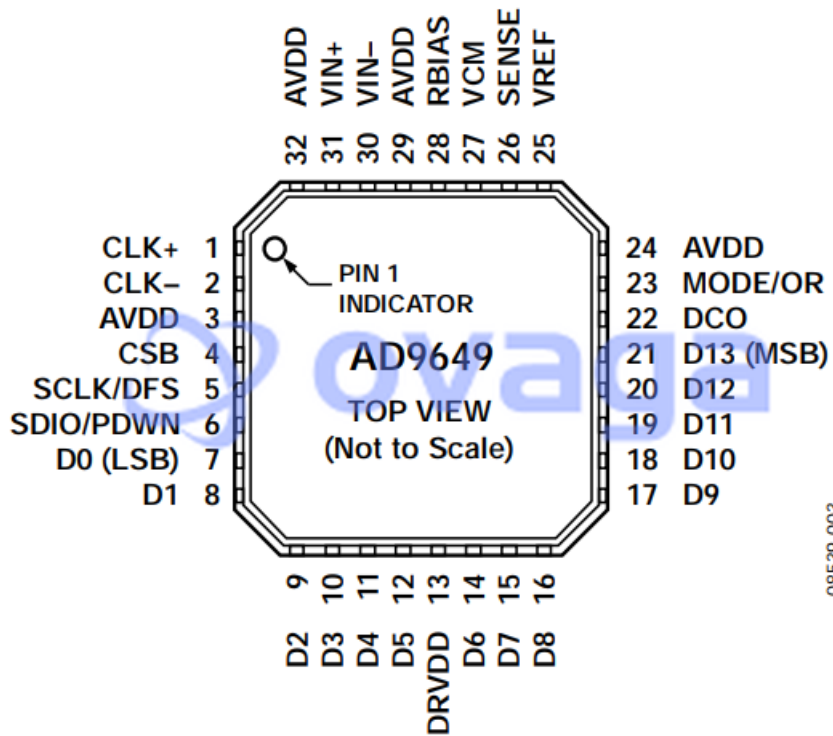 AVDD VIN+ VIN– AVDD RBIAS VCM SENSE VREF
32 31 30 29 28 27 26 25
CLK+ 1
CLK– 2
AVDD 3
CSB 4
SCLK/DFS 5
SDIO/PDWN 6
D0 (LSB) 7
D1 8
PIN 1
INDICATOR
AD9649
TOP VIEW
(Not to Scale)
ovaga
24 AVDD
23 MODE/OR
22 DCO
21 D13 (MSB)
20 D12
19 D11
18 D10
17 D9
9 10 11 12 13 14 15 16
D2 D3 D4 D5 DRVDD D6 D7 D8
08539-003